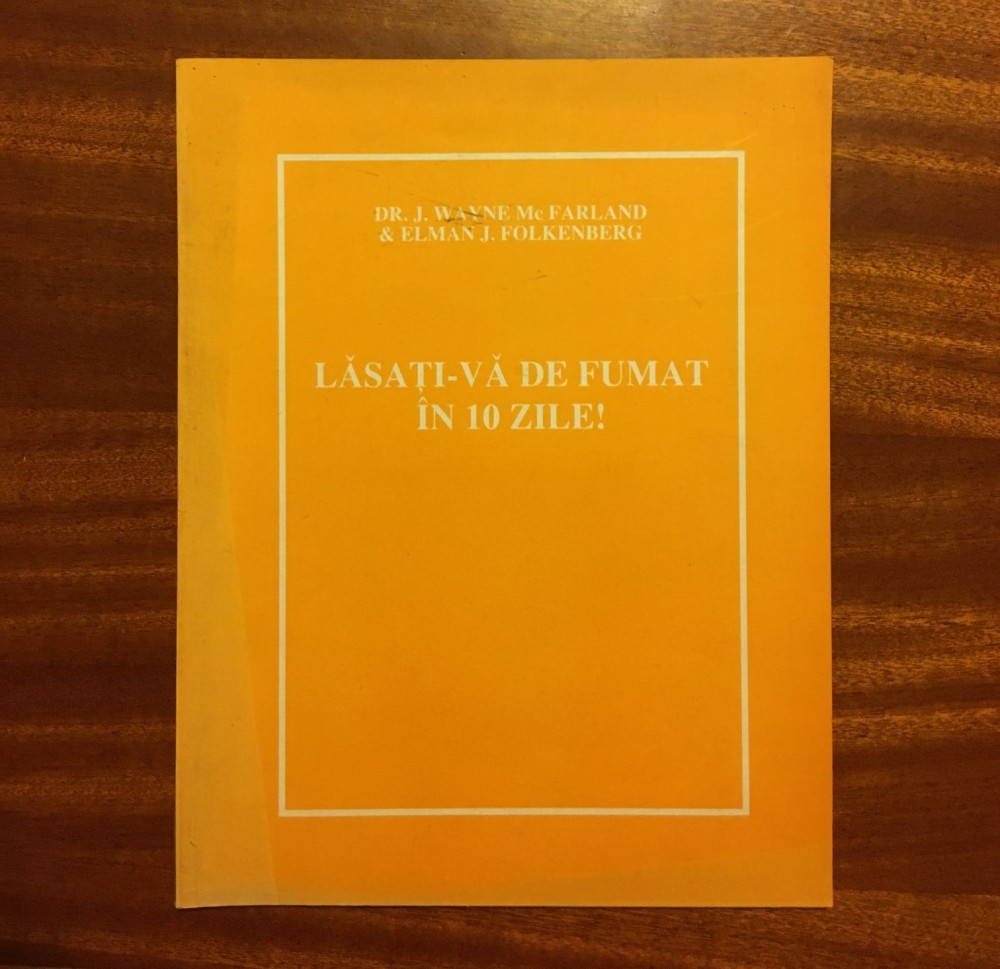 DR. J. WAYNE Mc FARLAND
& ELMAN J. FOLKENBERG
LĂSAȚI-VĂ DE FUMAT
ÎN 10 ZILE!